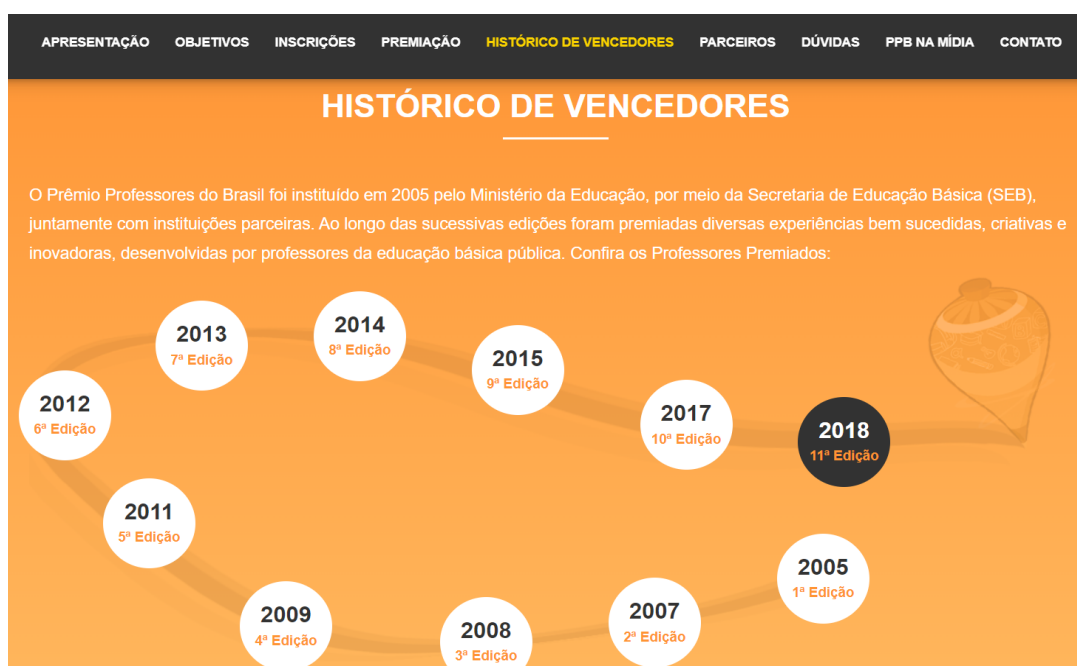 APRESENTAÇÃO OBJETIVOS INSCRIÇÕES PREMIAÇÃO HISTÓRICO DE VENCEDORES PARCEIROS DÚVIDAS PPB NA MÍDIA CONTATO
HISTÓRICO DE VENCEDORES
O Prêmio Professores do Brasil foi instituído em 2005 pelo Ministério da Educação, por meio da Secretaria de Educação Básica (SEB),
juntamente com instituições parceiras. Ao longo das sucessivas edições foram premiadas diversas experiências bem sucedidas, criativas e
inovadoras, desenvolvidas por professores da educação básica pública. Confira os Professores Premiados:
2013
7ª Edição
2014
8ª Edição
2015
9ª Edição
2012
6ª Edição
2017
10ª Edição
2018
11ª Edição
2011
5ª Edição
2005
1ª Edição
2009
4ª Edição
2008
3ª Edição
2007
2ª Edição